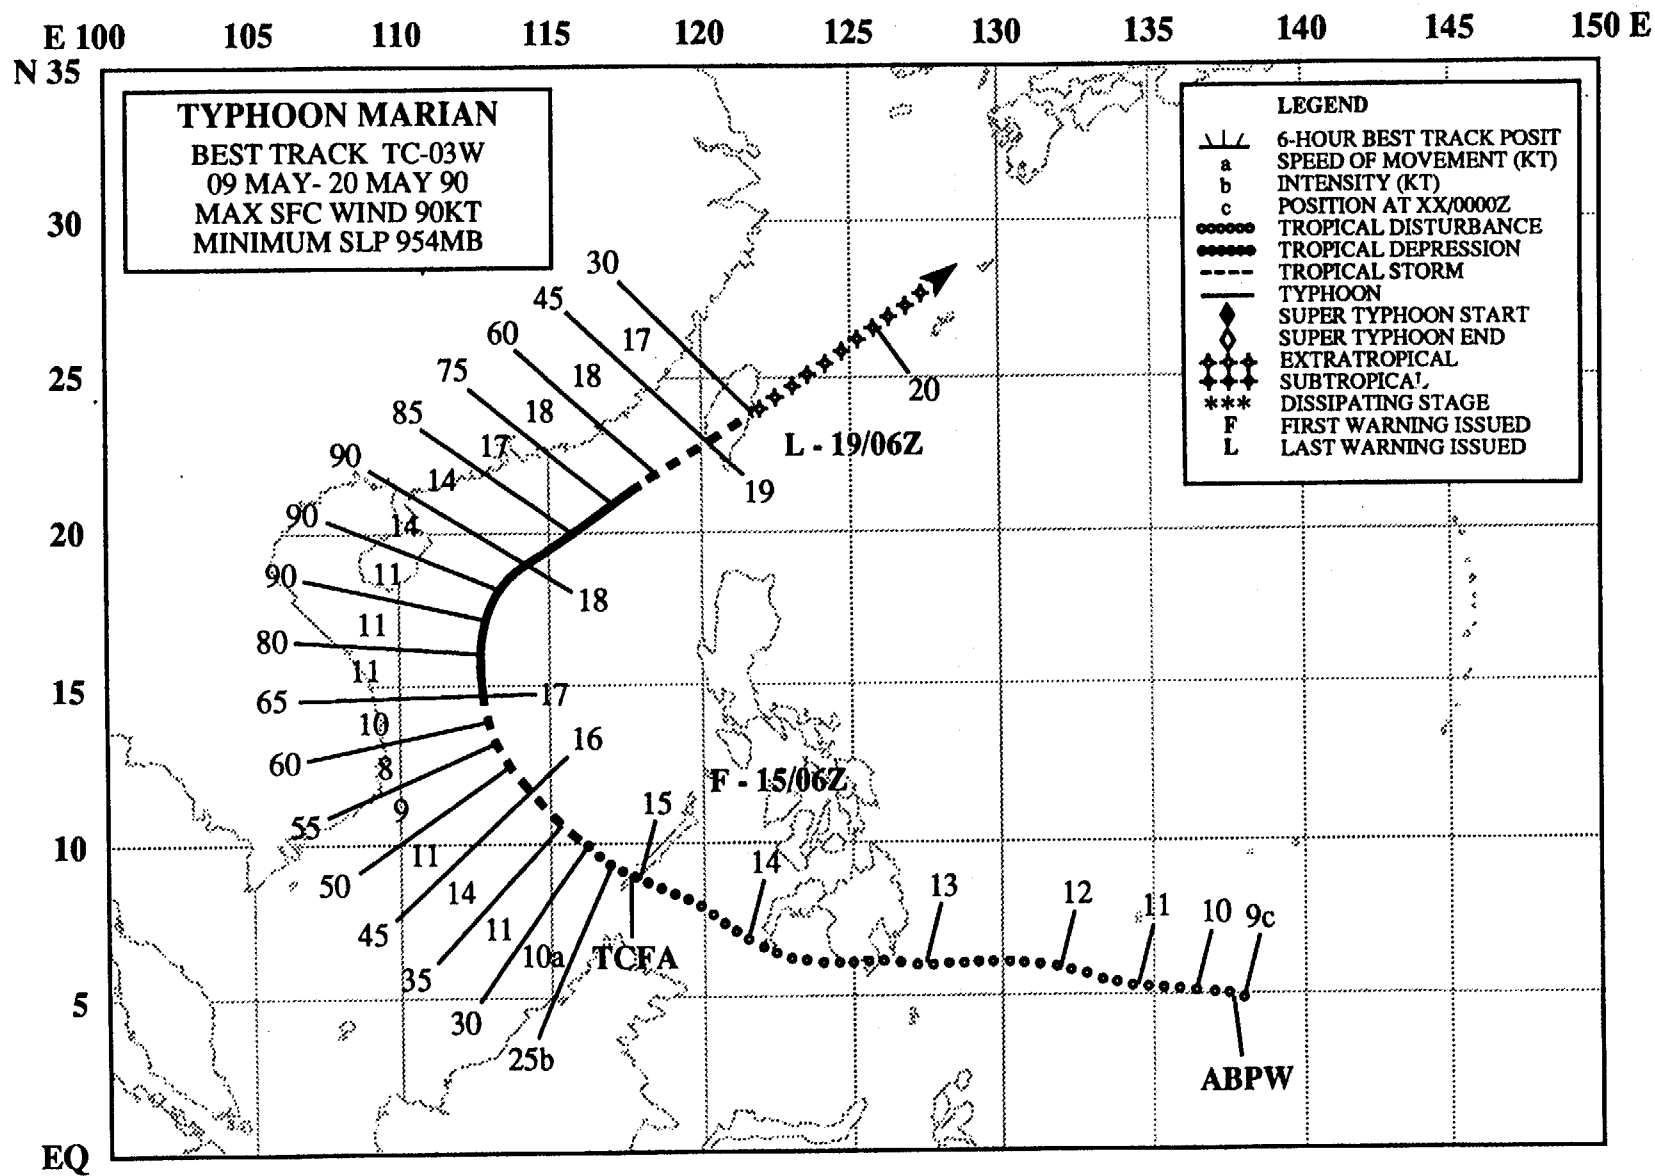 E 100 105 110 115 120 125 130 135 140 145 150 E
N 35
TYPHOON MARIAN
BEST TRACK TC-03W
09 MAY- 20 MAY 90
MAX SFC WIND 90KT
MINIMUM SLP 954MB
LEGEND
6-HOUR BEST TRACK POSIT
a SPEED OF MOVEMENT (KT)
b INTENSITY (KT)
c POSITION AT XX/0000Z
TROPICAL DISTURBANCE
TROPICAL DEPRESSION
TROPICAL STORM
TYPHOON
SUPER TYPHOON START
SUPER TYPHOON END
EXTRATROPICAL
SUBTROPICAL
*** DISSIPATING STAGE
F FIRST WARNING ISSUED
L LAST WARNING ISSUED
30
30
45
17
60
18
25
75
20
18
85
17
L - 19/06Z
90
14
19
90
14
20
90
11
18
11
80
11
15
65
17
10
16
60
8
F - 15/06Z
55
9
15
10
11
14
50
14
13
12
11
10
9c
45
11
10a
TCFA
35
5
30
25b
ABPW
EQ